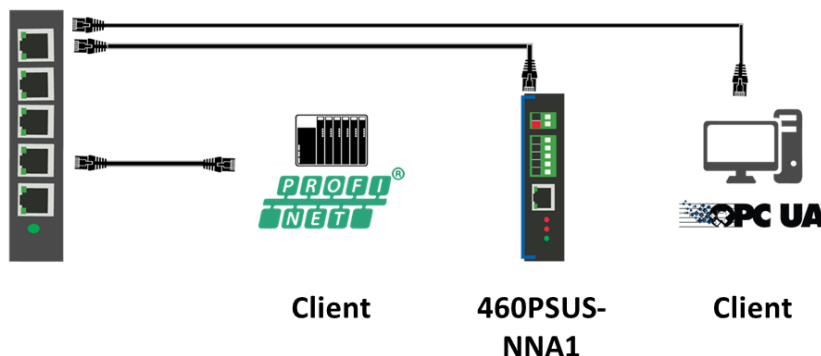 PROFI®
NET
OPC UA
Client
460PSUS-
NNA1
Client